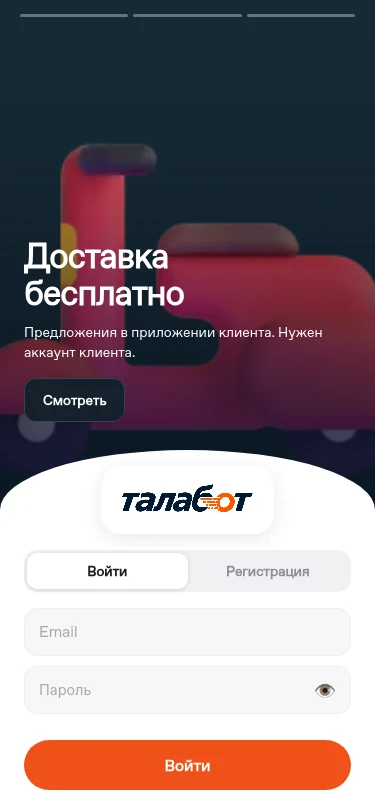 Доставка
бесплатно
Предложения в приложении клиента. Нужен
аккаунт клиента.
Смотреть
талабот
Войти
Регистрация
Email
Пароль
Войти